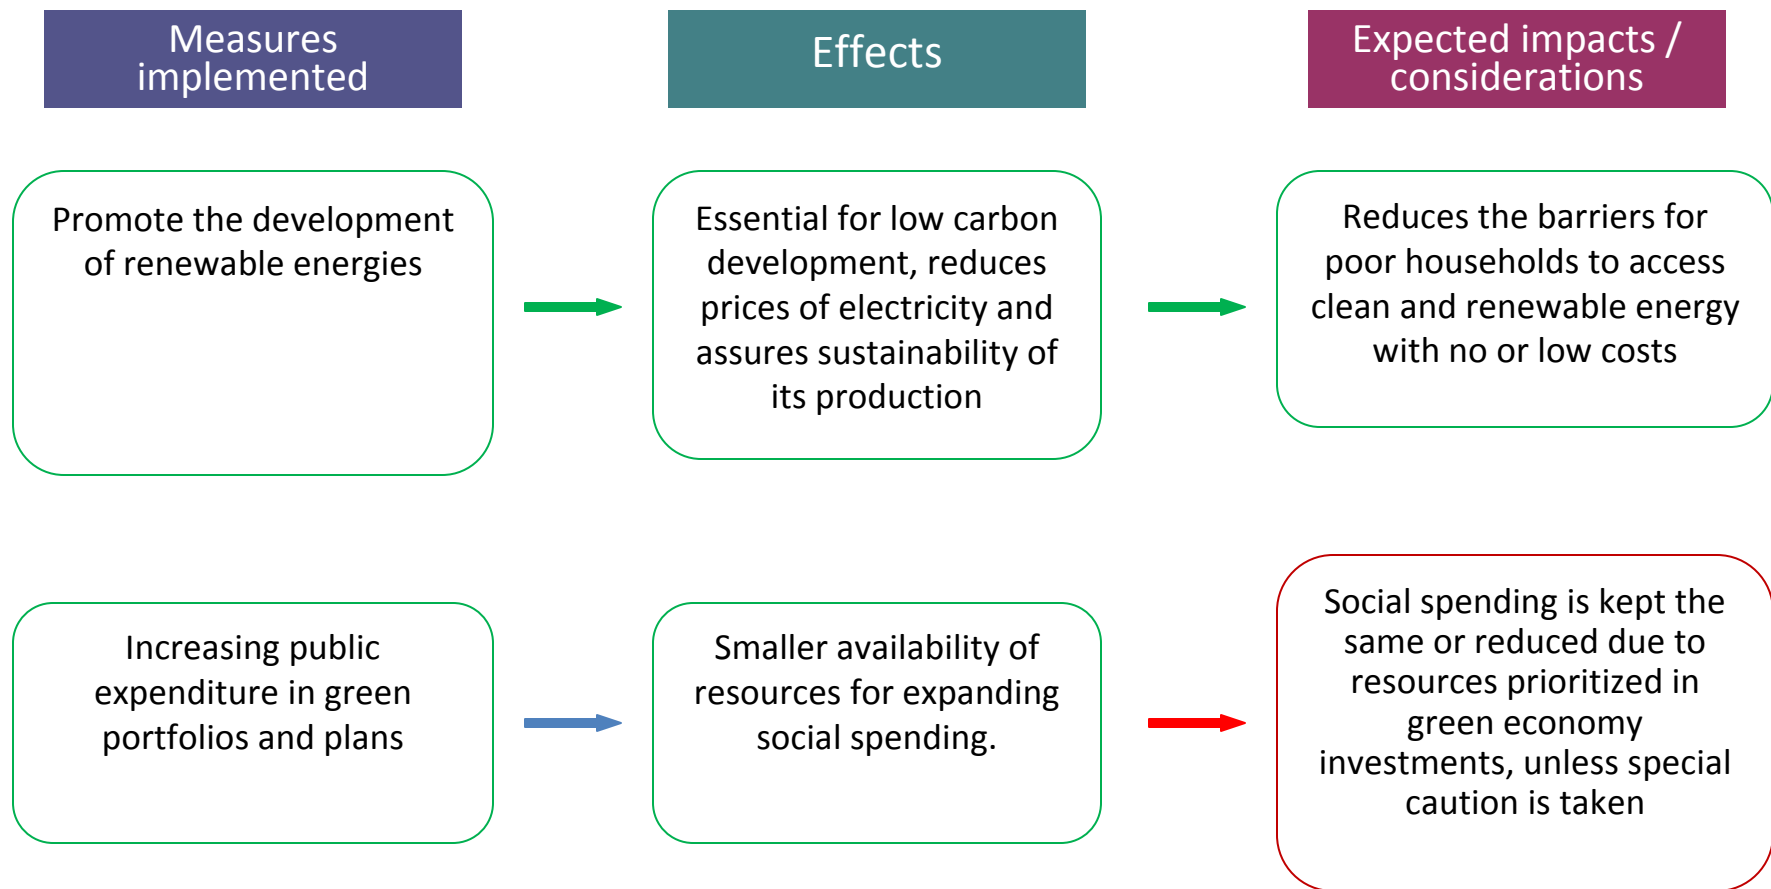 Measures
implemented
Effects
Expected impacts /
considerations
Promote the development
of renewable energies
Essential for low carbon
development, reduces
prices of electricity and
assures sustainability of
its production
Reduces the barriers for
poor households to access
clean and renewable energy
with no or low costs
Increasing public
expenditure in green
portfolios and plans
Smaller availability of
resources for expanding
social spending.
Social spending is kept the
same or reduced due to
resources prioritized in
green economy
investments, unless special
caution is taken